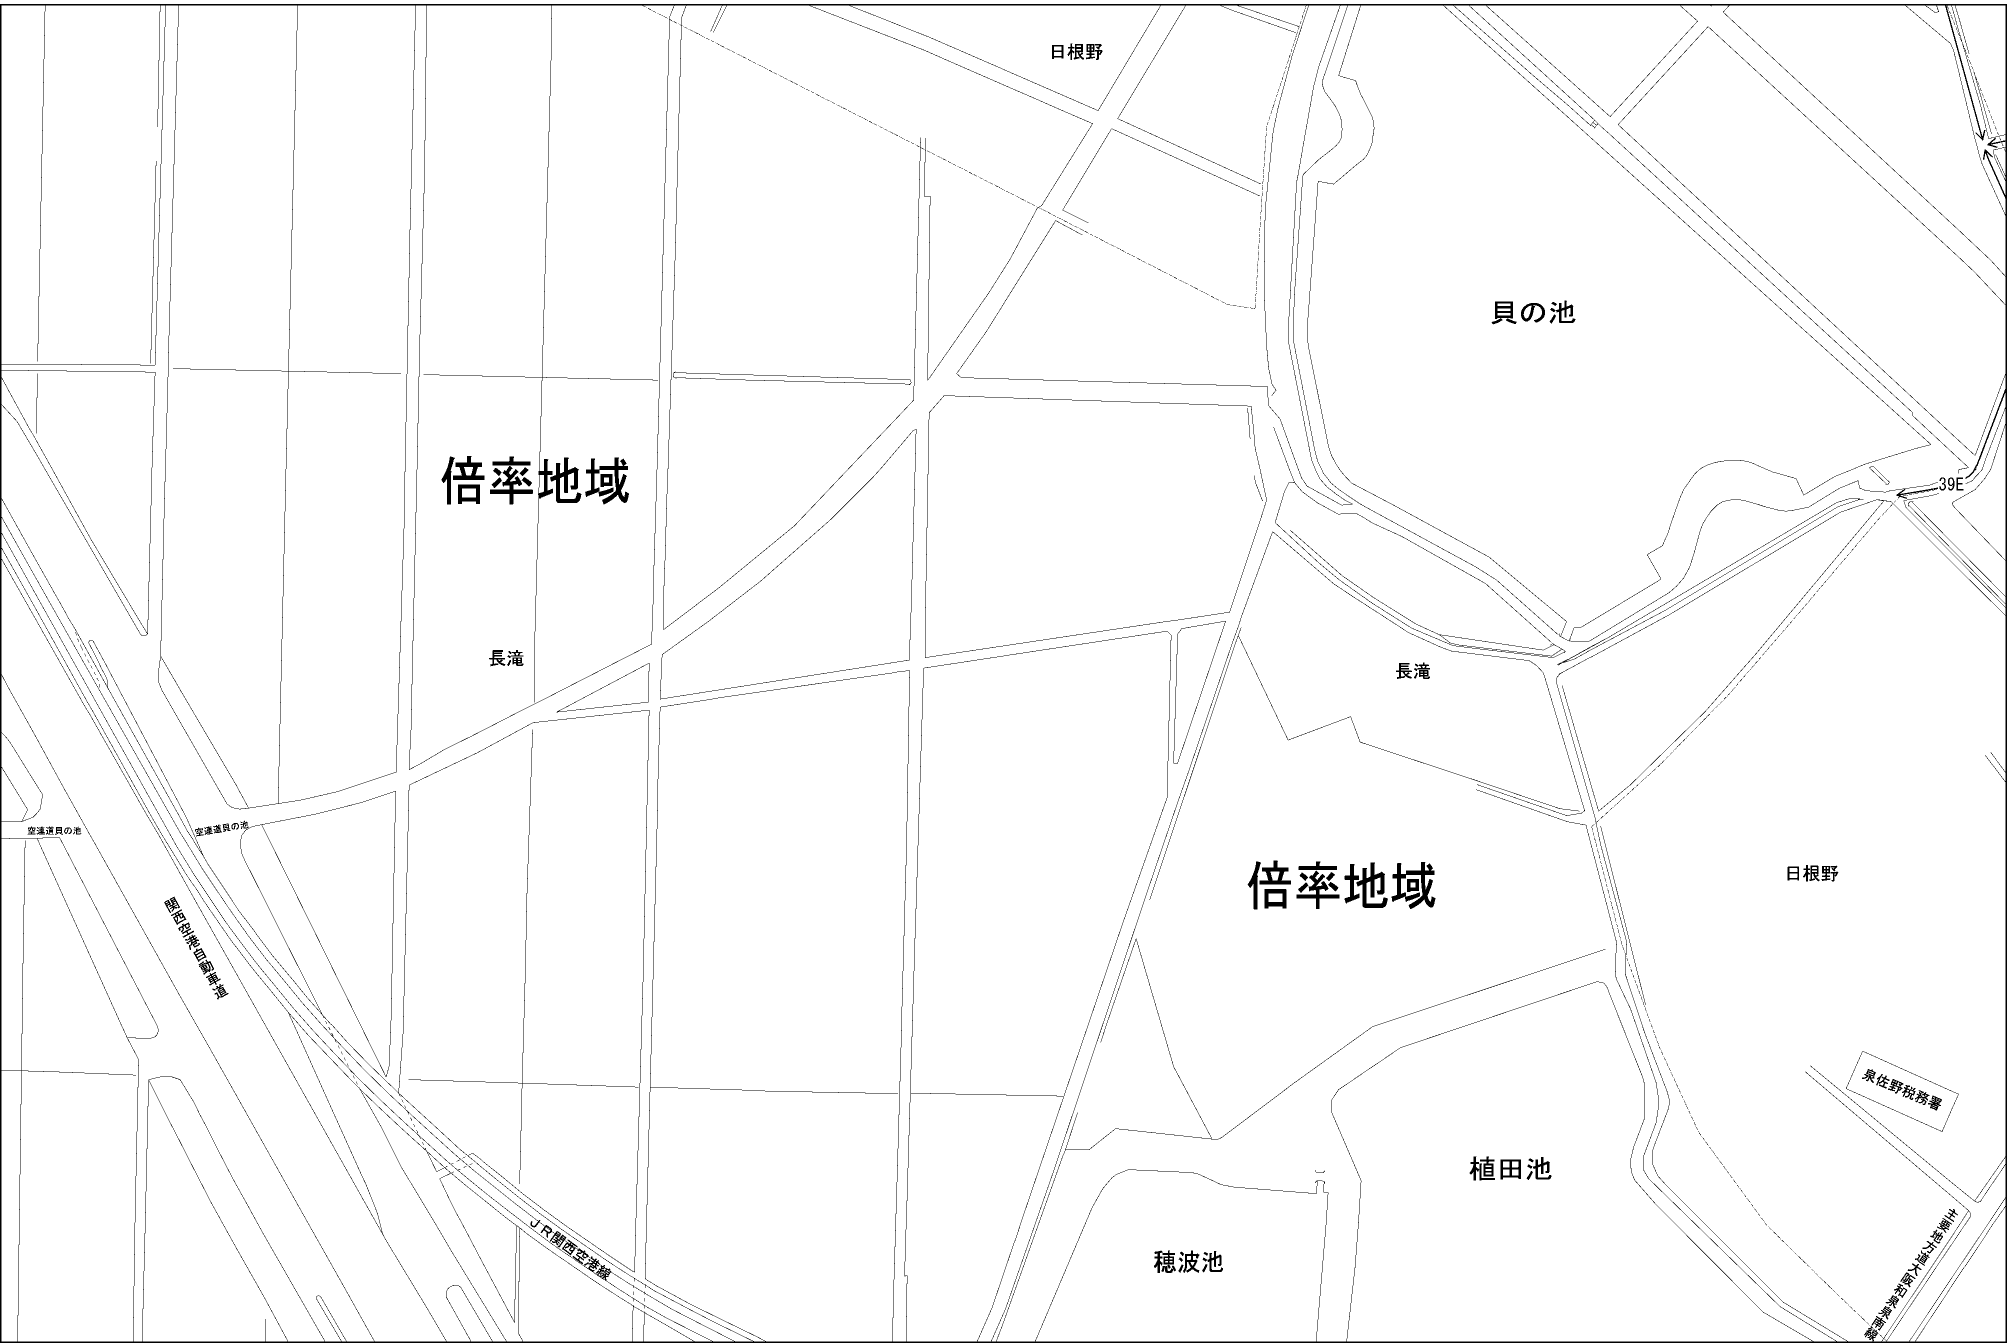 日根野
貝の池
倍率地域
39E
長滝
長滝
空連道貝の池
空連道貝の池
倍率地域
日根野
関西空港自動車道
泉佐野税務署
植田池
JR関西空港線
穂波池
主要地方道大阪和泉泉南線